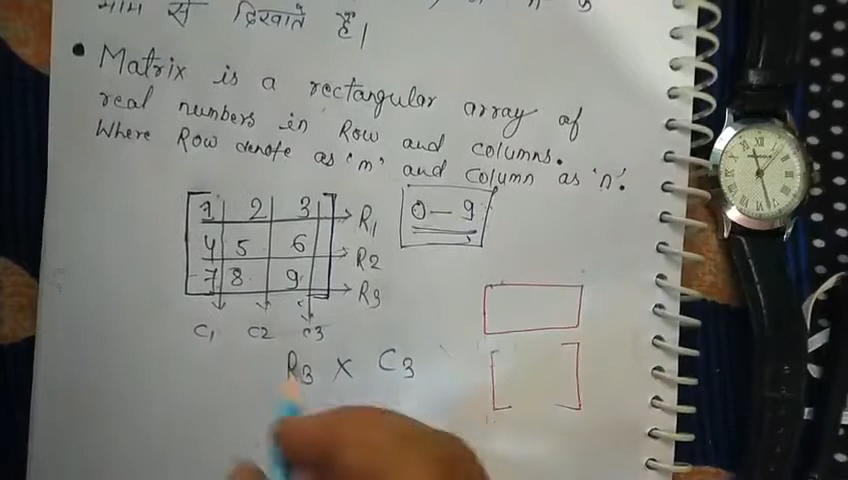 नाम से दिखाते हैं।
• Matrix is a rectangular array of
real numbers in Row and columns.
Where Row denote as 'm' and column as 'n'.
1 2 3 R1 0 - 9
4 5 6 R2
7 8 9 R3
C1 C2 C3
R3 x C3